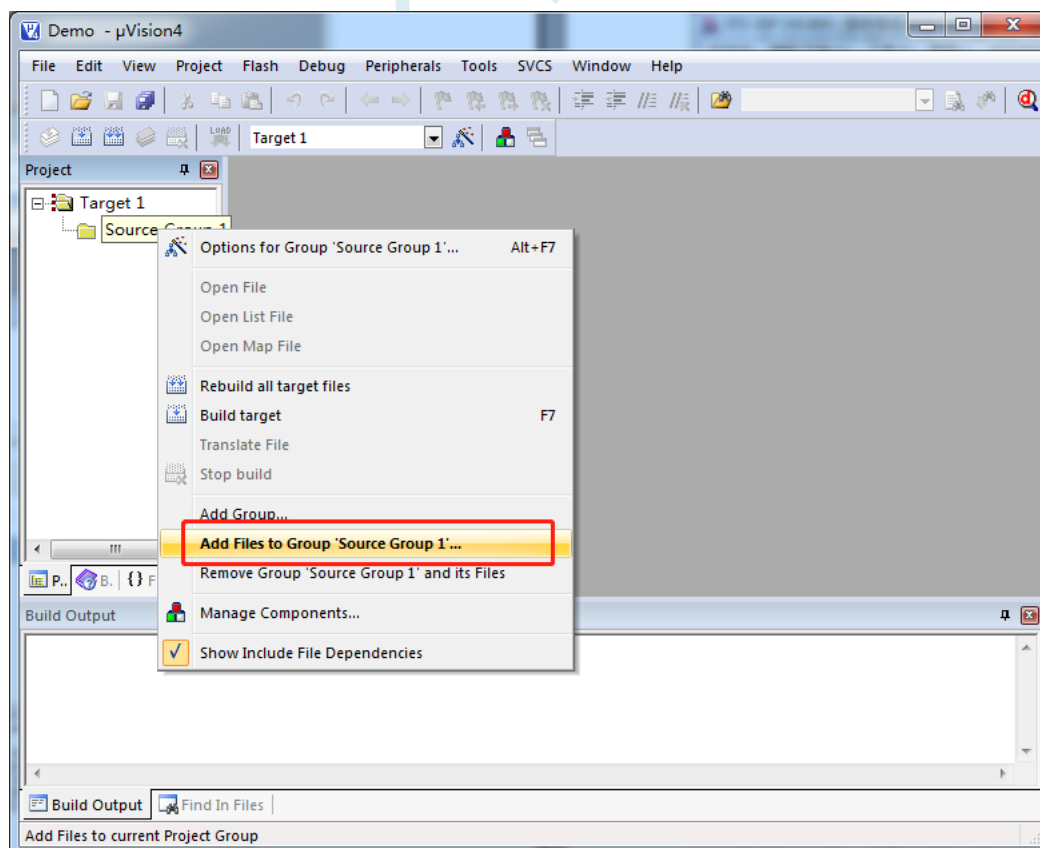 Demo - µVision4
File Edit View Project Flash Debug Peripherals Tools SVCS Window Help
LOAD Target 1
Project
Target 1
Source Group 1
Options for Group 'Source Group 1'... Alt+F7
Open File
Open List File
Open Map File
Rebuild all target files
Build target F7
Translate File
Stop build
Add Group...
Add Files to Group 'Source Group 1'...
Remove Group 'Source Group 1' and its Files
P.. B. {} F
Manage Components...
Build Output
Show Include File Dependencies
Build Output Find In Files
Add Files to current Project Group